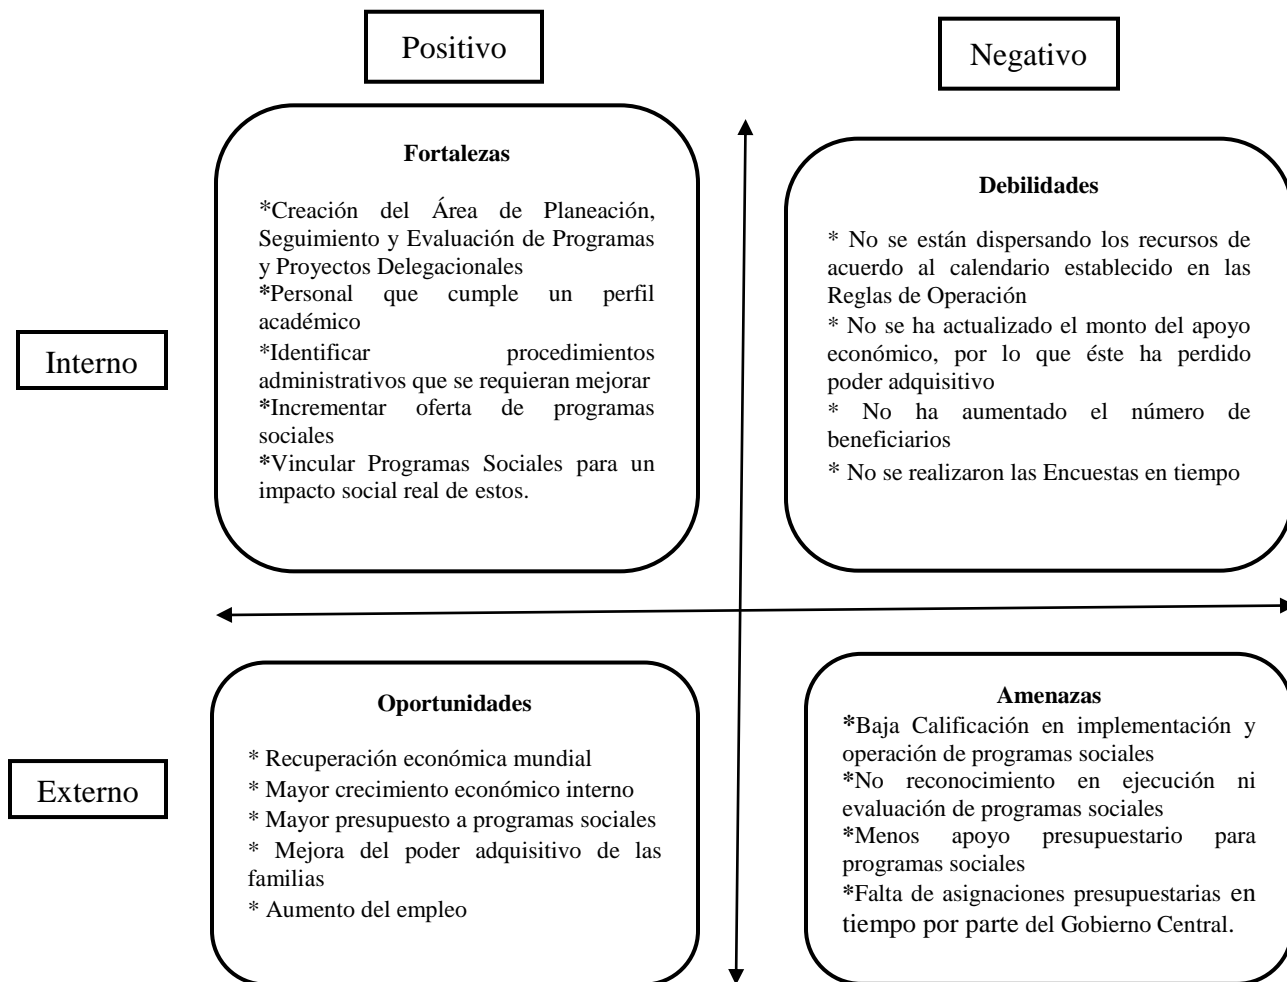 Positivo
Negativo
Fortalezas
*Creación del Área de Planeación,
Seguimiento y Evaluación de Programas
y Proyectos Delegacionales
*Personal que cumple un perfil
académico
*Identificar procedimientos
administrativos que se requieran mejorar
*Incrementar oferta de programas
sociales
*Vincular Programas Sociales para un
impacto social real de estos.
Debilidades
* No se están dispersando los recursos de
acuerdo al calendario establecido en las
Reglas de Operación
* No se ha actualizado el monto del apoyo
económico, por lo que éste ha perdido
poder adquisitivo
* No ha aumentado el número de
beneficiarios
* No se realizaron las Encuestas en tiempo
Interno
Oportunidades
* Recuperación económica mundial
* Mayor crecimiento económico interno
* Mayor presupuesto a programas sociales
* Mejora del poder adquisitivo de las
familias
* Aumento del empleo
Amenazas
*Baja Calificación en implementación y
operación de programas sociales
*No reconocimiento en ejecución ni
evaluación de programas sociales
*Menos apoyo presupuestario para
programas sociales
*Falta de asignaciones presupuestarias en
tiempo por parte del Gobierno Central.
Externo